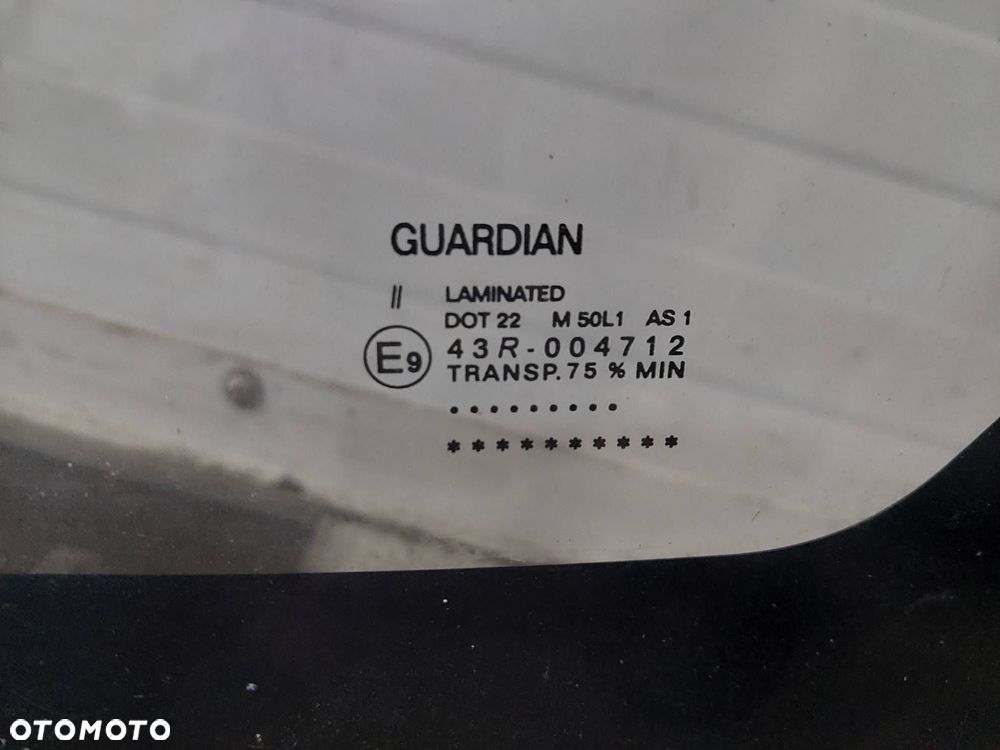 GUARDIAN
// LAMINATED
DOT 22 M 50L1 AS 1
E9 43R-004712
TRANSP. 75 % MIN
.........
**********
OTOMOTO